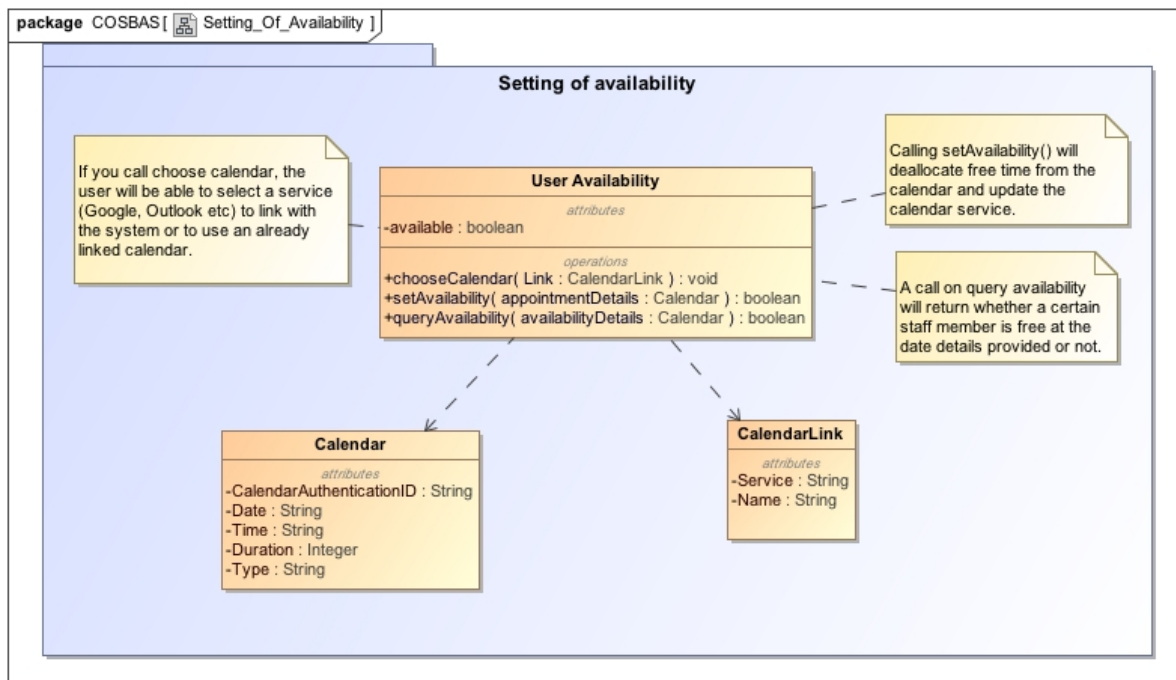 package COSBAS [ Setting_Of_Availability ]
Setting of availability
If you call choose calendar, the
user will be able to select a service
(Google, Outlook etc) to link with
the system or to use an already
linked calendar.
User Availability
attributes
-available : boolean
operations
+chooseCalendar( Link : CalendarLink ) : void
+setAvailability( appointmentDetails : Calendar ) : boolean
+queryAvailability( availabilityDetails : Calendar ) : boolean
Calling setAvailability() will
deallocate free time from the
calendar and update the
calendar service.
A call on query availability
will return whether a certain
staff member is free at the
date details provided or not.
Calendar
attributes
-CalendarAuthenticationID : String
-Date : String
-Time : String
-Duration : Integer
-Type : String
CalendarLink
attributes
-Service : String
-Name : String